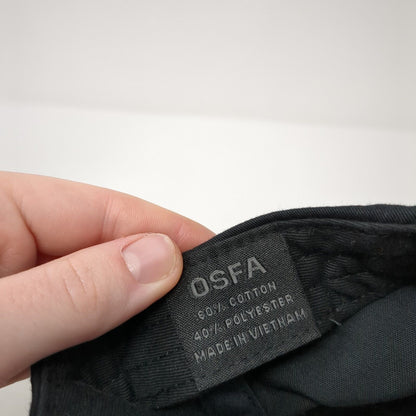 OSFA
60% COTTON
40% POLYESTER
MADE IN VIETNAM